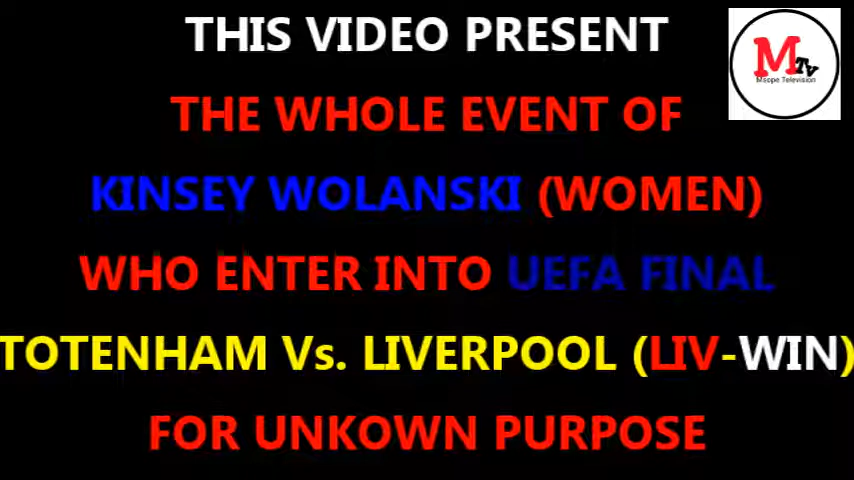 THIS VIDEO PRESENT
MTv
Msope Television
THE WHOLE EVENT OF
KINSEY WOLANSKI (WOMEN)
WHO ENTER INTO UEFA FINAL
TOTENHAM Vs. LIVERPOOL (LIV-WIN)
FOR UNKOWN PURPOSE